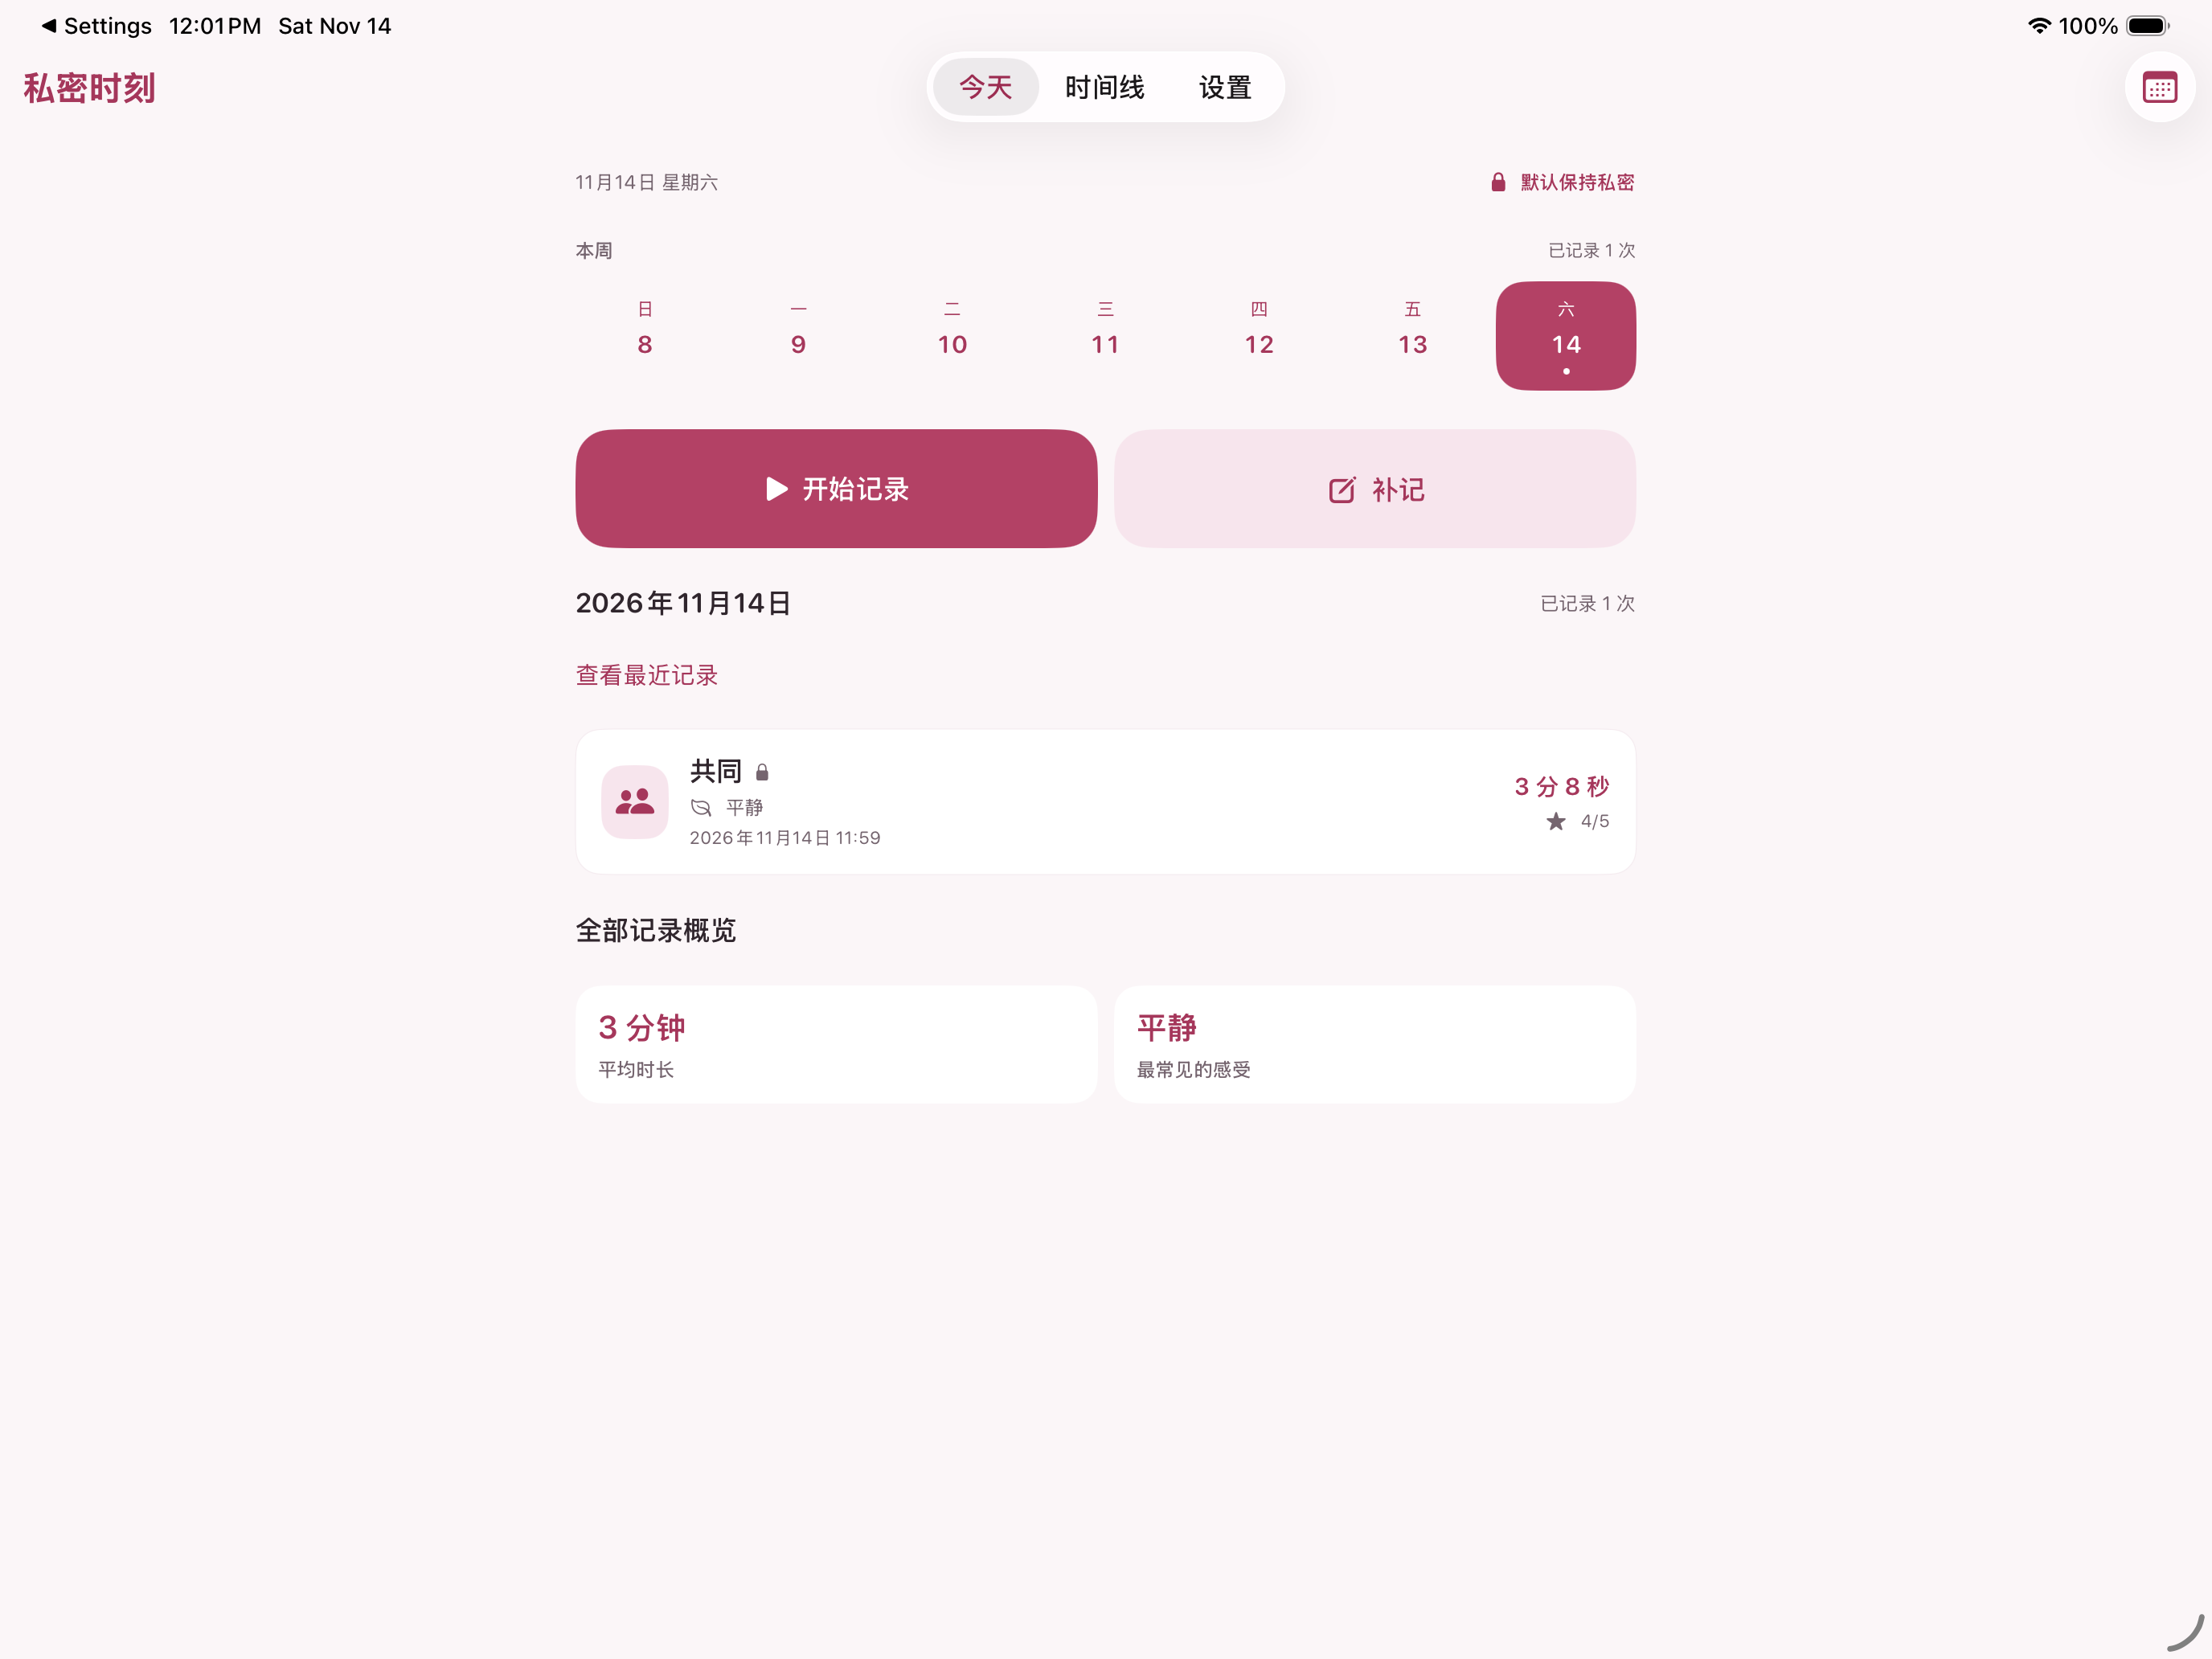 Settings 12:01PM Sat Nov 14
100%
私密时刻
今天 时间线 设置
11月14日 星期六
默认保持私密
本周
已记录 1 次
日 一 二 三 四 五 六
8 9 10 11 12 13 14
开始记录
补记
2026年11月14日
已记录 1 次
查看最近记录
共同
平静
2026年11月14日 11:59
3 分 8 秒
4/5
全部记录概览
3 分钟
平均时长
平静
最常见的感受